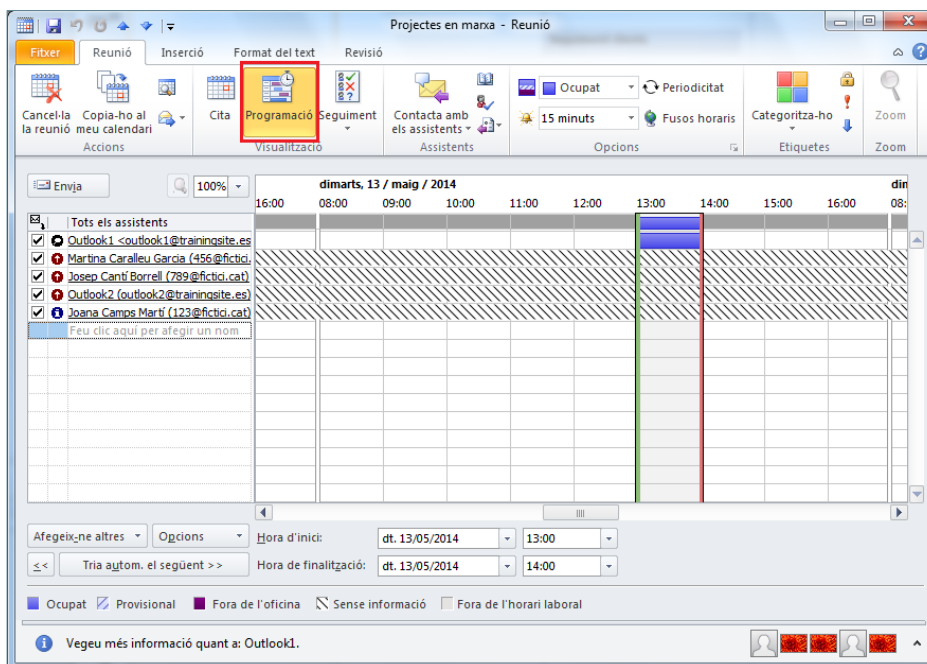 Projectes en marxa - Reunió
Fitxer Reunió Inserció Format del text Revisió
Cancel·la la reunió Copia-ho al meu calendari Cita Programació Seguiment Contacta amb els assistents Ocupat Periodicitat 15 minuts Fusos horaris Categoritza-ho Zoom
Accions Visualització Assistents Opcions Etiquetes Zoom
Envia 100% dimarts, 13 / maig / 2014 din
16:00 08:00 09:00 10:00 11:00 12:00 13:00 14:00 15:00 16:00 08:
Tots els assistents
Outlook1 <outlook1@trainingsite.es
Martina Caralleu Garcia (456@fictici.
Josep Cantí Borrell (789@fictici.cat)
Outlook2 (outlook2@trainingsite.es)
Joana Camps Martí (123@fictici.cat)
Feu clic aquí per afegir un nom
Afegeix-ne altres Opcions Hora d'inici: dt. 13/05/2014 13:00
<< Tria autom. el següent >> Hora de finalització: dt. 13/05/2014 14:00
Ocupat Provisional Fora de l'oficina Sense informació Fora de l'horari laboral
Vegeu més informació quant a: Outlook1.